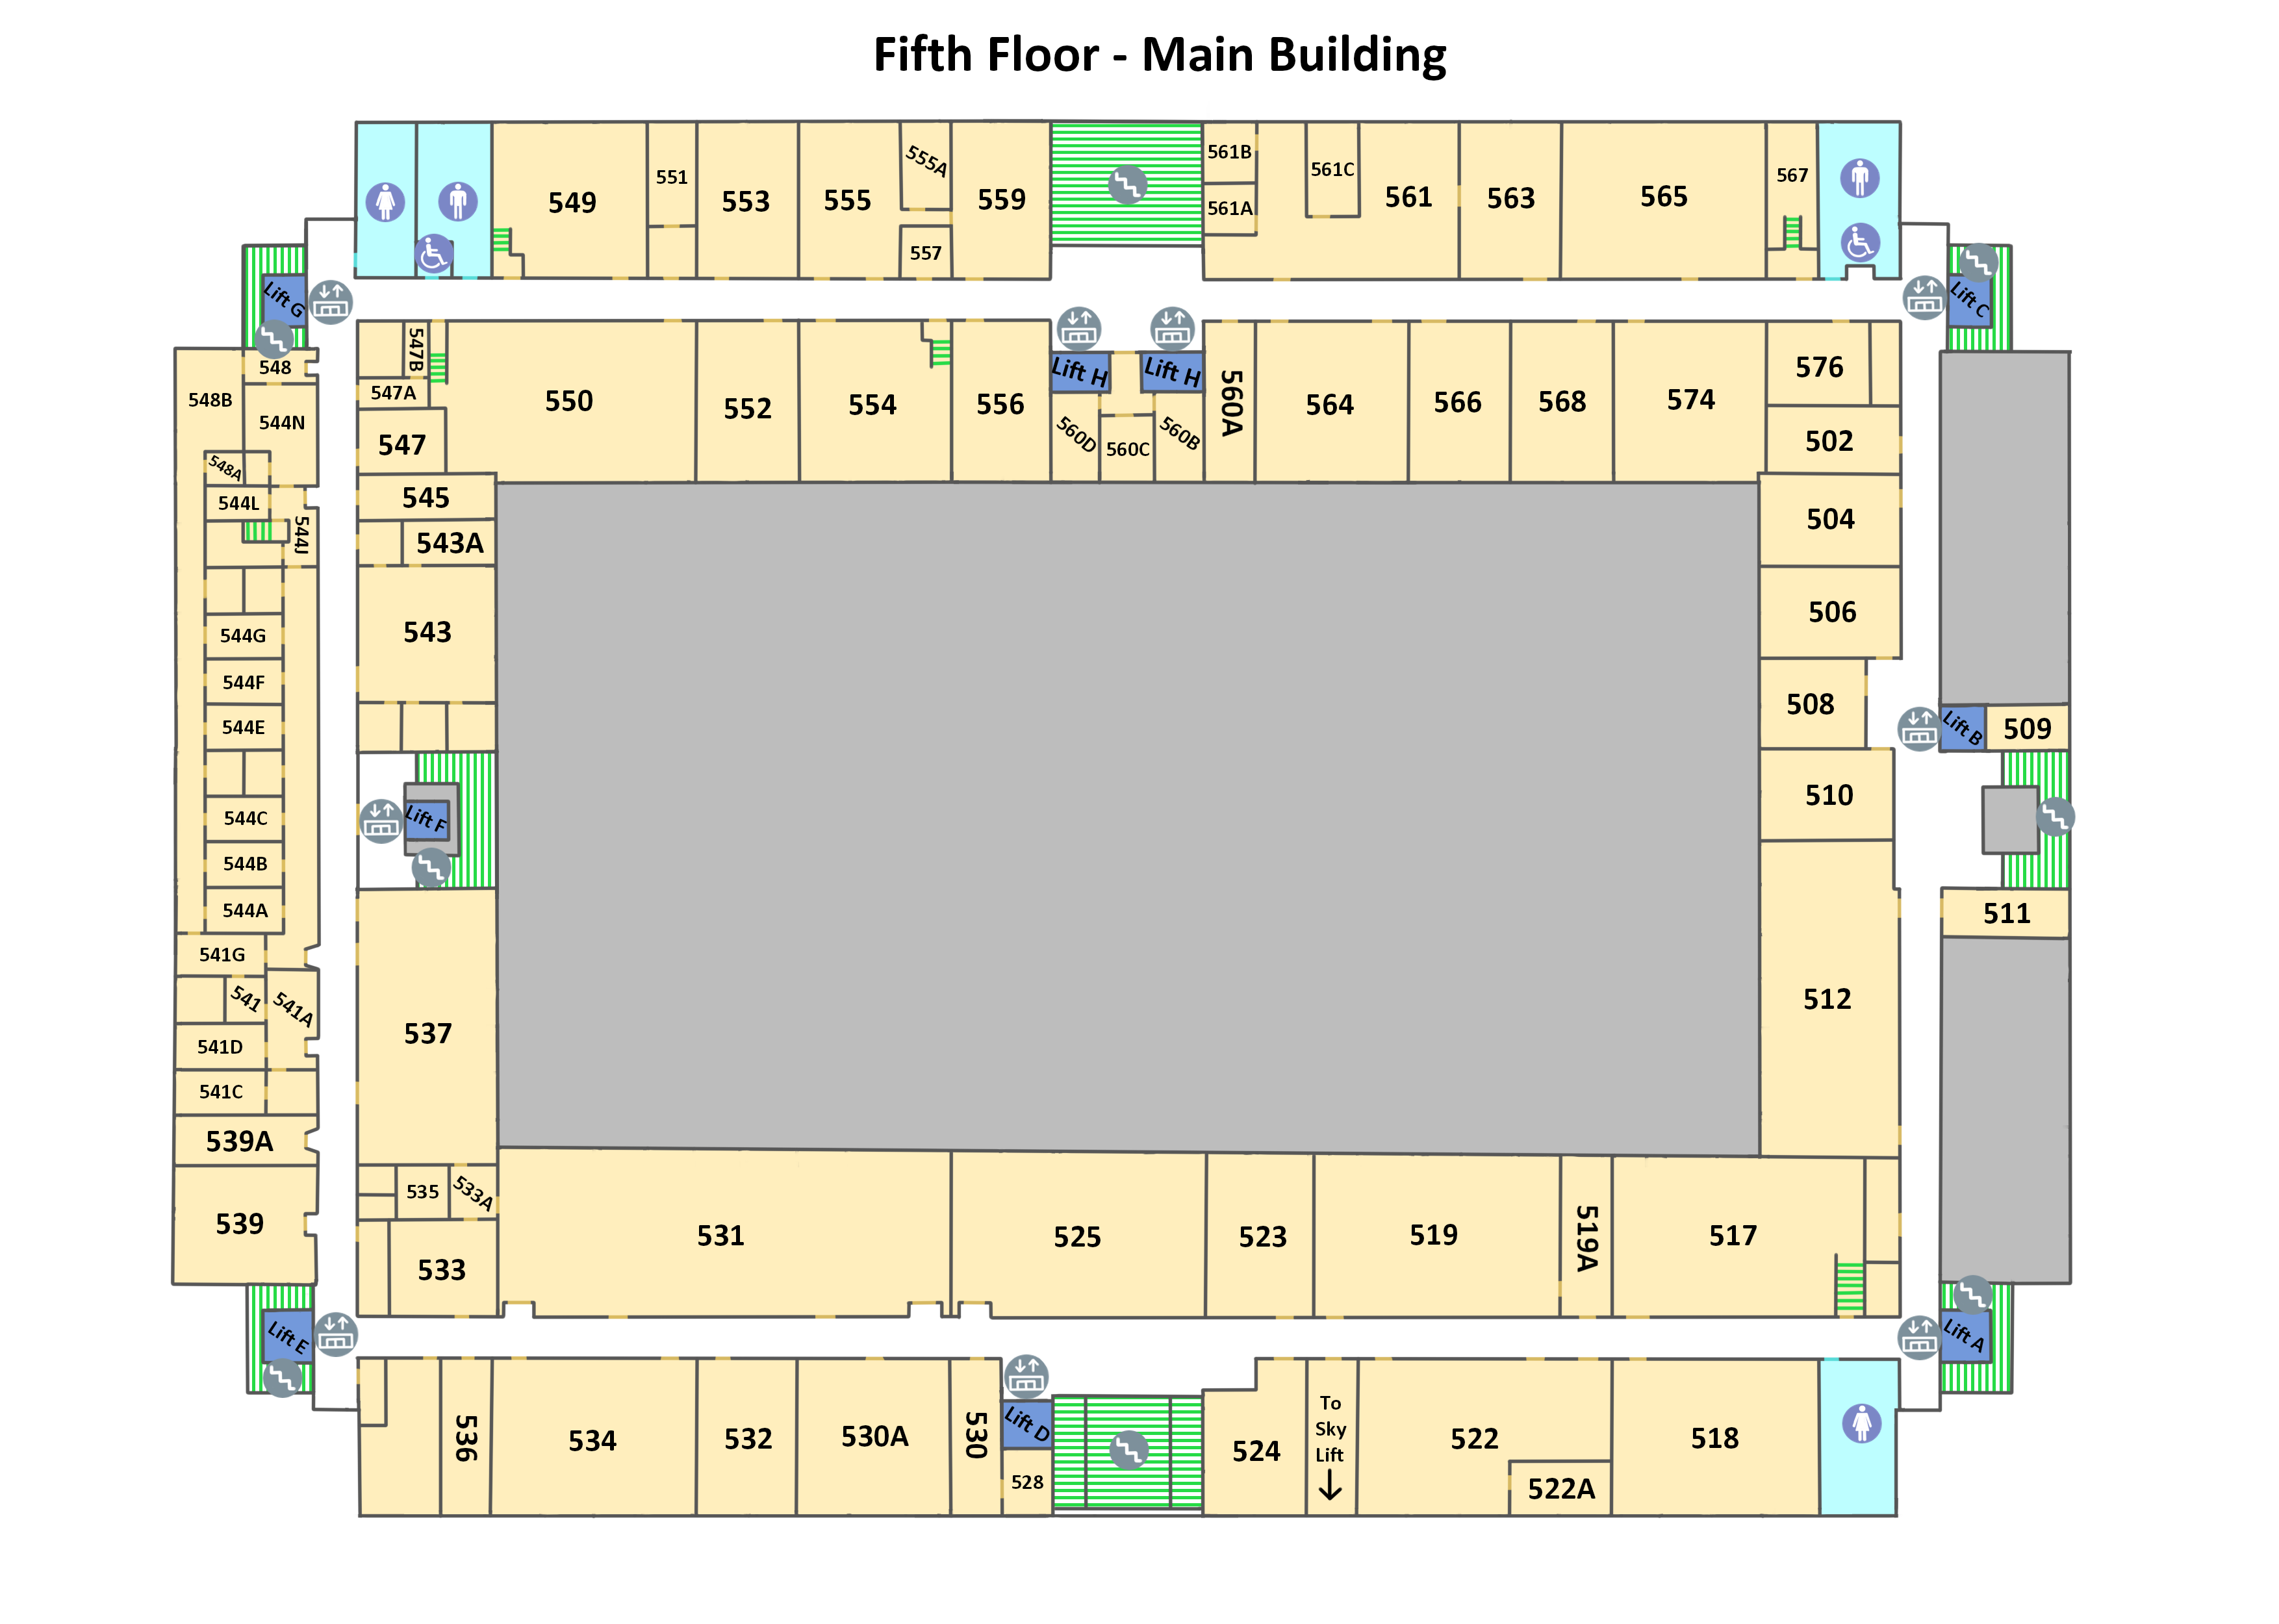 Fifth Floor - Main Building
549
551
553
555
555A
557
559
561B
561A
561C
561
563
565
567
Lift G
Lift C
548
548B
544N
548A
544L
544J
544G
544F
544E
544C
544B
544A
541G
541
541A
541D
541C
539A
539
547B
547A
547
545
543A
543
Lift F
537
535
533A
533
550
552
554
556
Lift H
Lift H
560D
560C
560B
560A
564
566
568
574
576
502
504
506
508
510
512
Lift B
509
511
531
525
523
519
519A
517
Lift E
Lift A
536
534
532
530A
530
Lift D
528
524
To
Sky
Lift
522
522A
518